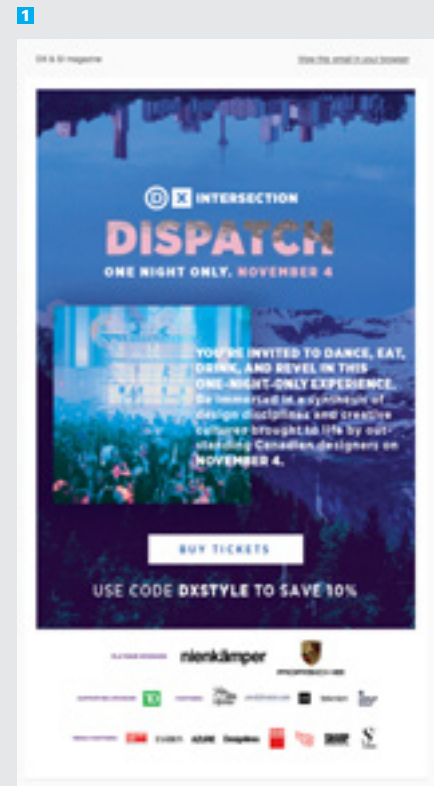 1
View this email in your browser
DX INTERSECTION
DISPATCH
ONE NIGHT ONLY. NOVEMBER 4
YOU'RE INVITED TO DANCE, EAT,
DRINK, AND REVEL IN THIS
ONE-NIGHT-ONLY EXPERIENCE.
Be immersed in a synthesis of
design disciplines and creative
cultures brought to life by out-
standing Canadian designers on
NOVEMBER 4.
BUY TICKETS
USE CODE DXSTYLE TO SAVE 10%
nienkämper
TD
AZURE
SHARP
S